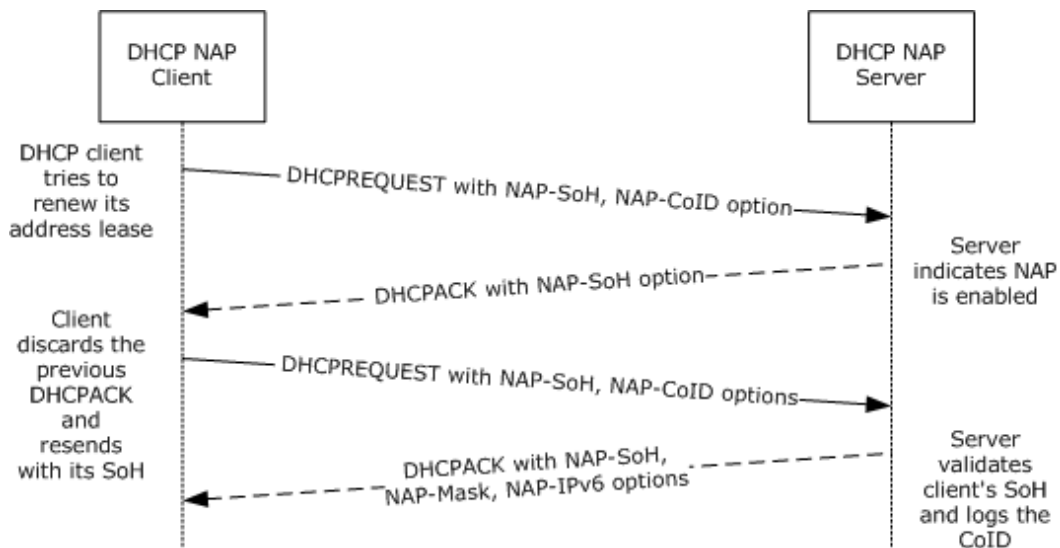 DHCP NAP
Client
DHCP NAP
Server
DHCP client
tries to
renew its
address lease
DHCPREQUEST with NAP-SoH, NAP-CoID option
Server
indicates NAP
is enabled
DHCPACK with NAP-SoH option
Client
discards the
previous
DHCPACK
and
resends
with its SoH
DHCPREQUEST with NAP-SoH, NAP-CoID options
DHCPACK with NAP-SoH,
NAP-Mask, NAP-IPv6 options
Server
validates
client's SoH
and logs the
CoID